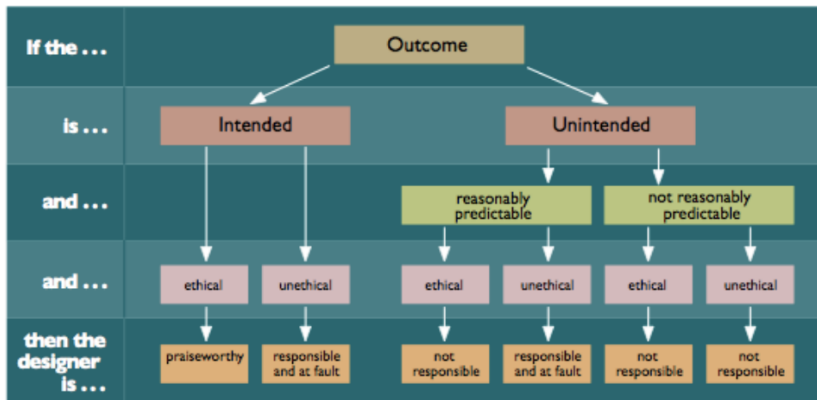 If the ...
Outcome
is ...
Intended
Unintended
and ...
reasonably
predictable
not reasonably
predictable
and ...
ethical
unethical
ethical
unethical
ethical
unethical
then the
designer
is ...
praiseworthy
responsible
and at fault
not
responsible
responsible
and at fault
not
responsible
not
responsible